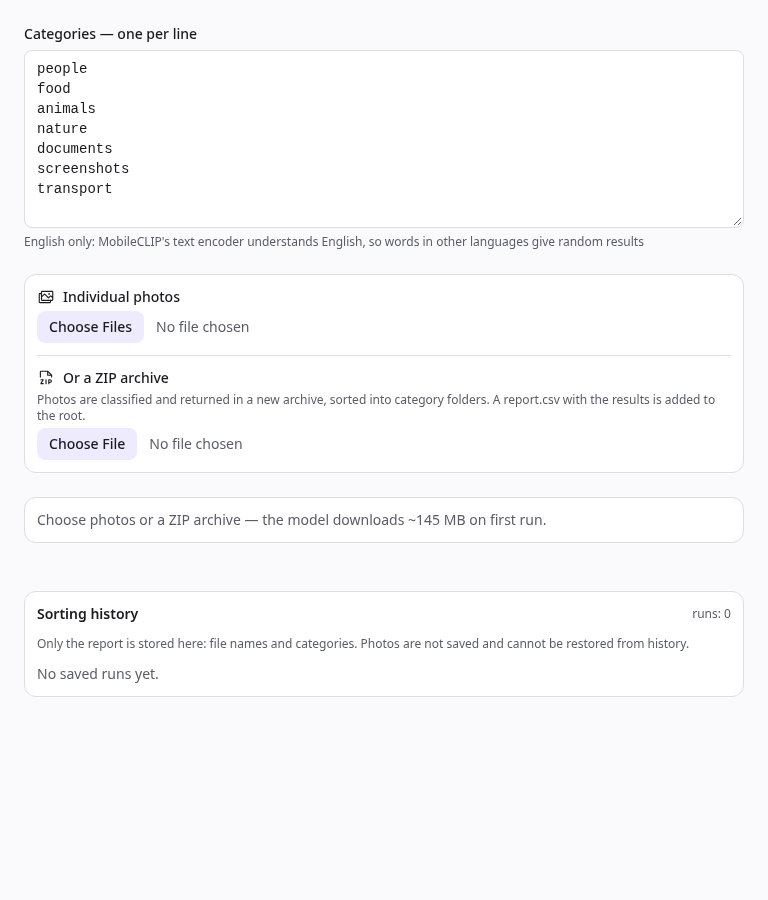 Categories — one per line
people
food
animals
nature
documents
screenshots
transport
English only: MobileCLIP's text encoder understands English, so words in other languages give random results
Individual photos
Choose Files No file chosen
ZIP Or a ZIP archive
Photos are classified and returned in a new archive, sorted into category folders. A report.csv with the results is added to
the root.
Choose File No file chosen
Choose photos or a ZIP archive — the model downloads ~145 MB on first run.
Sorting history runs: 0
Only the report is stored here: file names and categories. Photos are not saved and cannot be restored from history.
No saved runs yet.